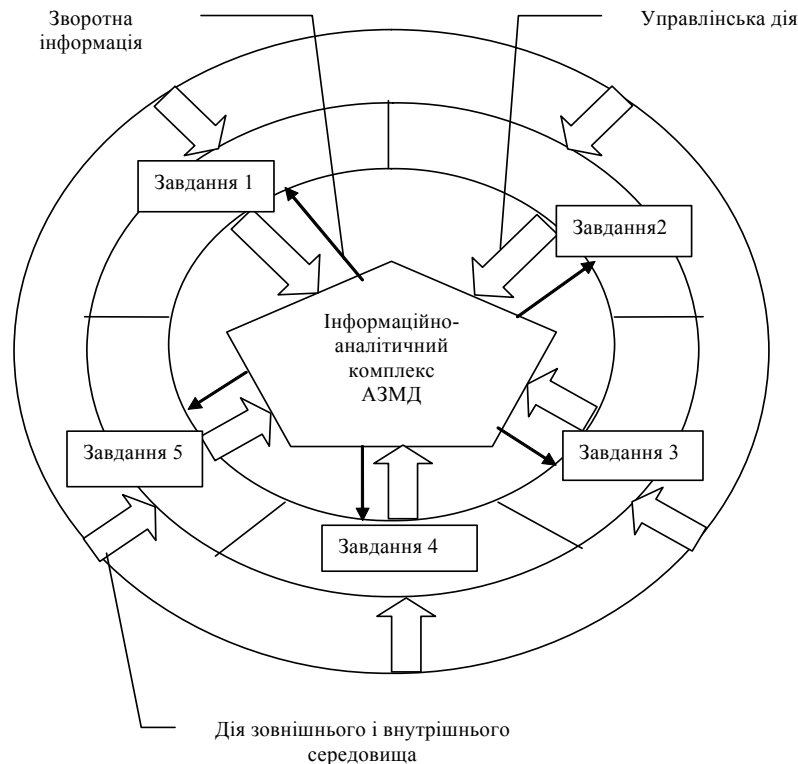 Зворотна
інформація
Управлінська дія
Завдання 1
Завдання2
Інформаційно-
аналітичний
комплекс
АЗМД
Завдання 5
Завдання 3
Завдання 4
Дія зовнішнього і внутрішнього
середовища